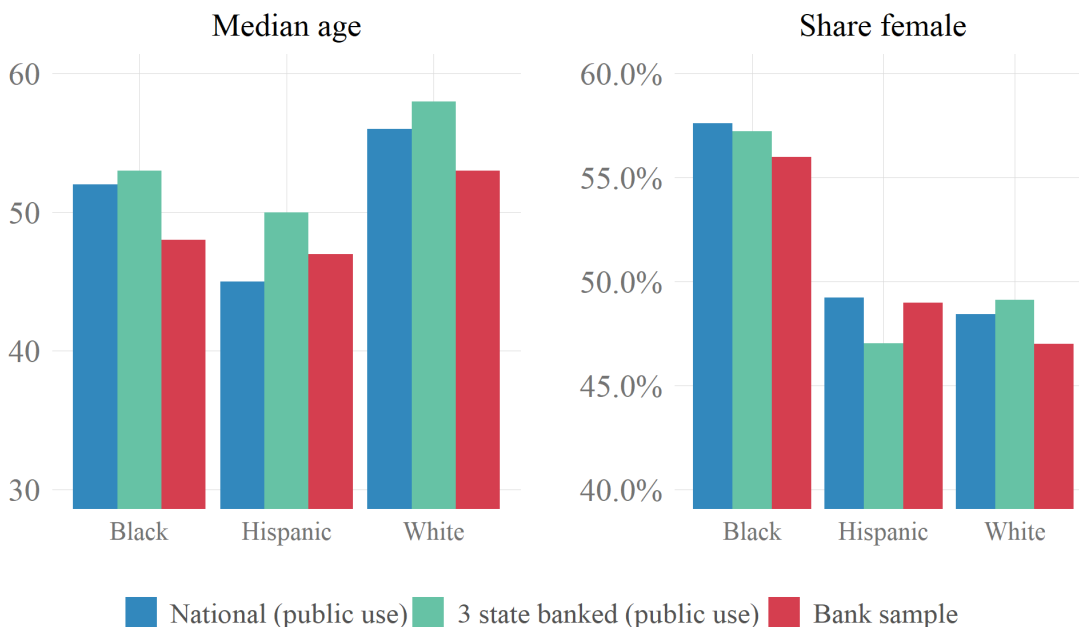 Median age
60
50
40
30
Black Hispanic White
Share female
60.0%
55.0%
50.0%
45.0%
40.0%
Black Hispanic White
National (public use) 3 state banked (public use) Bank sample